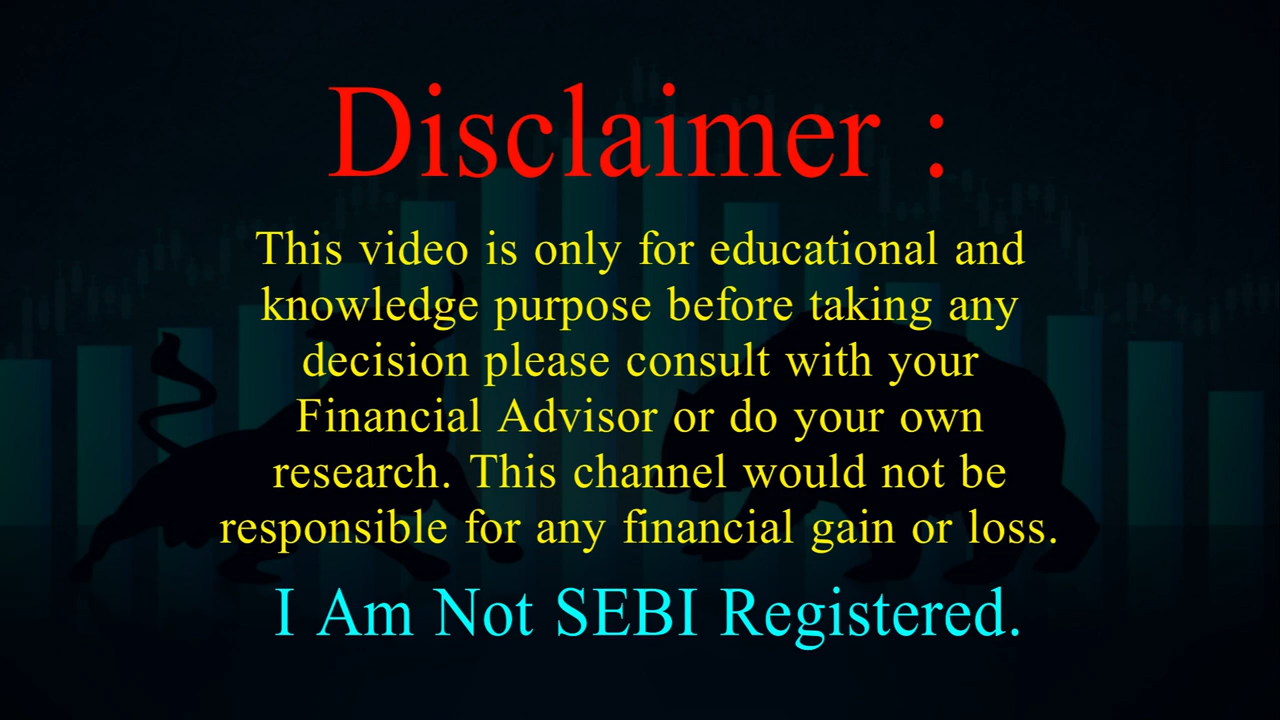 Disclaimer :
This video is only for educational and
knowledge purpose before taking any
decision please consult with your
Financial Advisor or do your own
research. This channel would not be
responsible for any financial gain or loss.
I Am Not SEBI Registered.